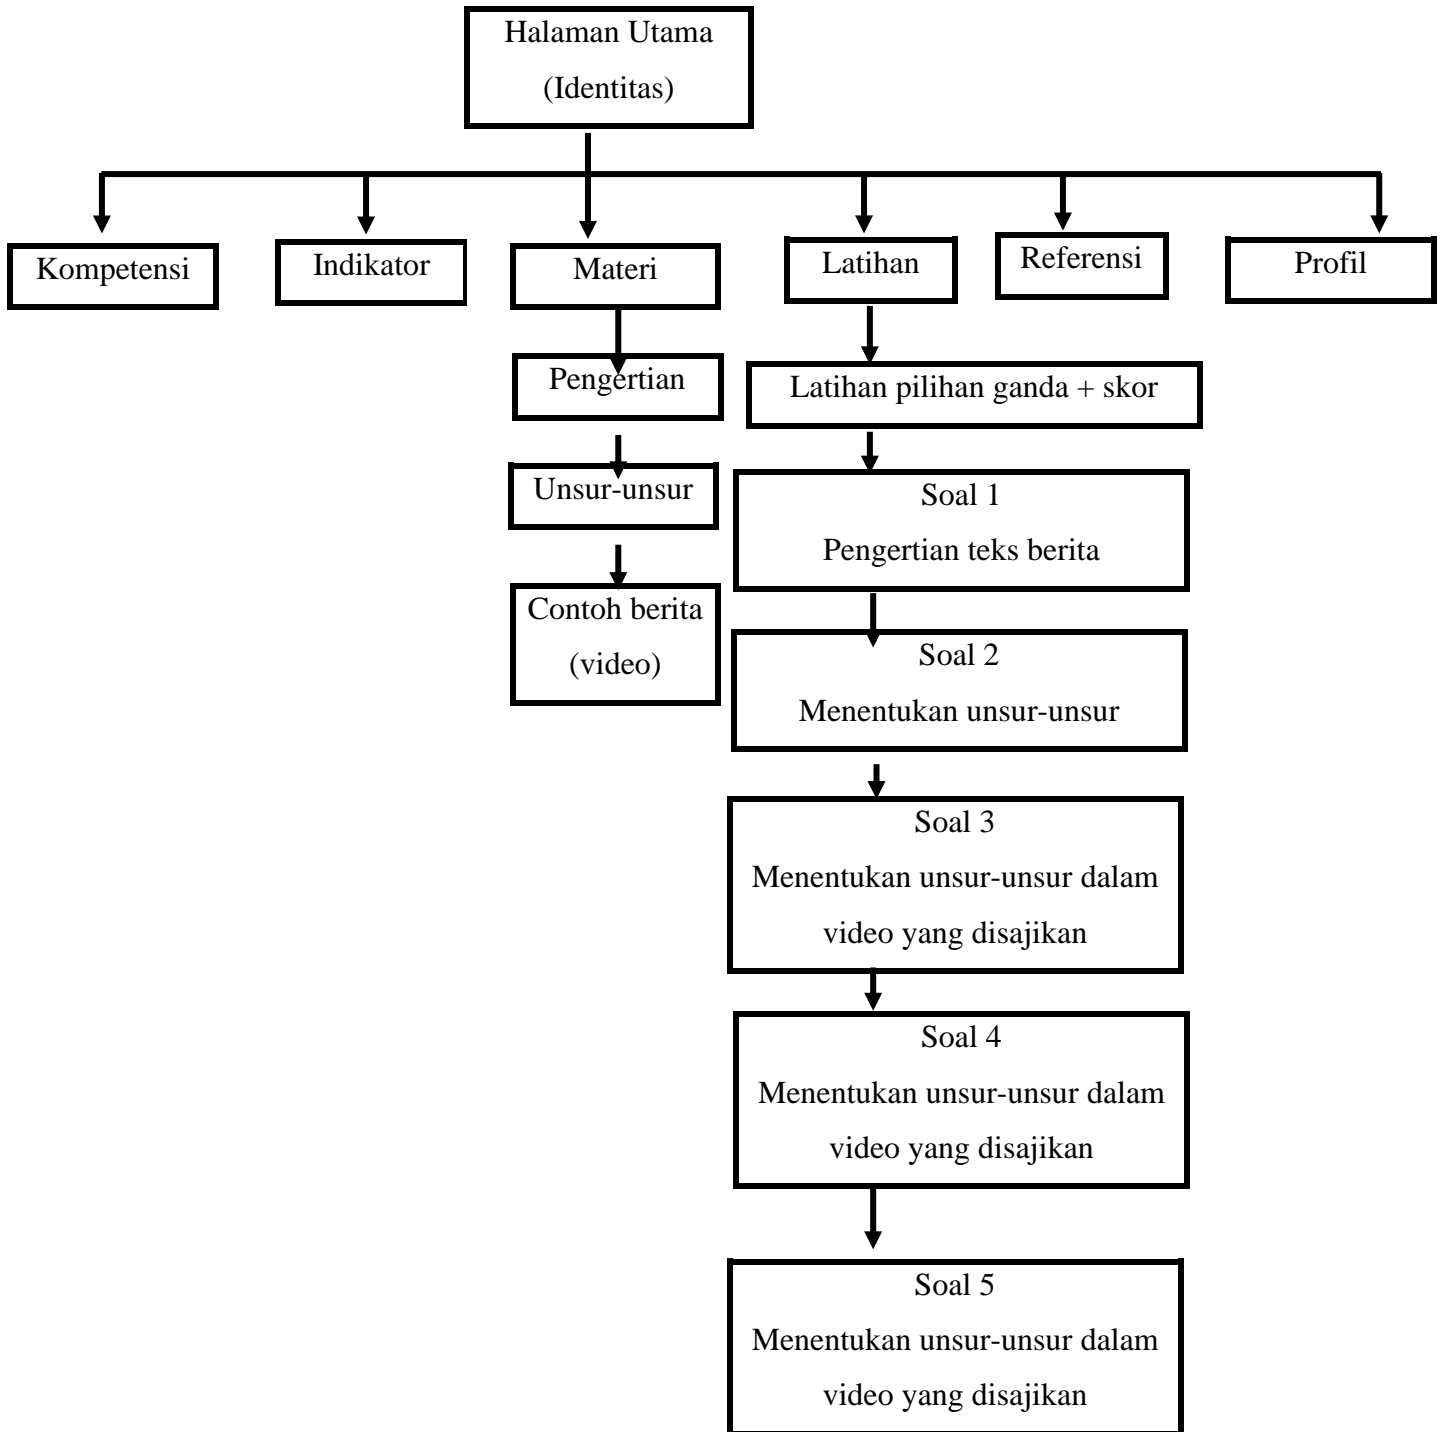 Halaman Utama
(Identitas)
Kompetensi
Indikator
Materi
Latihan
Referensi
Profil
Pengertian
Latihan pilihan ganda + skor
Unsur-unsur
Soal 1
Pengertian teks berita
Contoh berita
(video)
Soal 2
Menentukan unsur-unsur
Soal 3
Menentukan unsur-unsur dalam
video yang disajikan
Soal 4
Menentukan unsur-unsur dalam
video yang disajikan
Soal 5
Menentukan unsur-unsur dalam
video yang disajikan